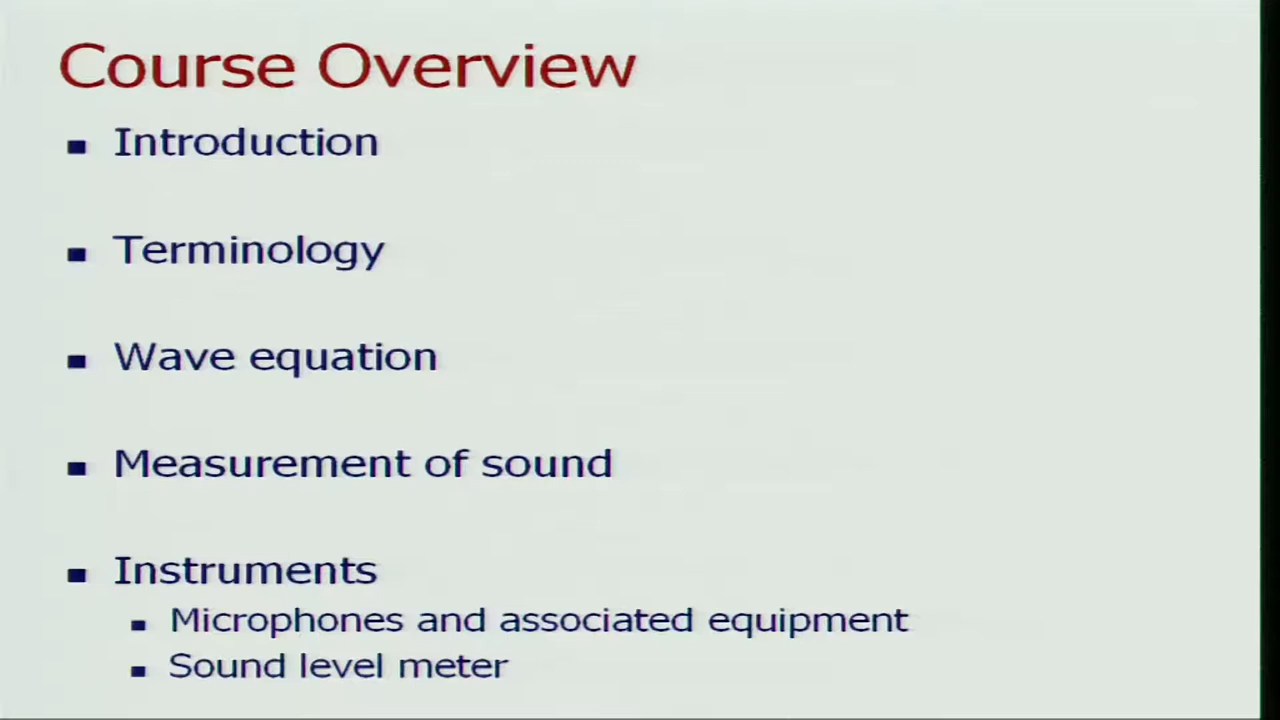 Course Overview
Introduction
Terminology
Wave equation
Measurement of sound
Instruments
Microphones and associated equipment
Sound level meter